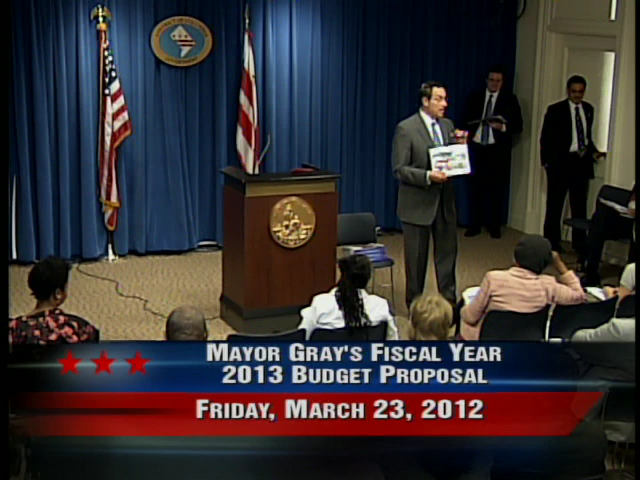 Mayor Gray's Fiscal Year
2013 Budget Proposal
Friday, March 23, 2012